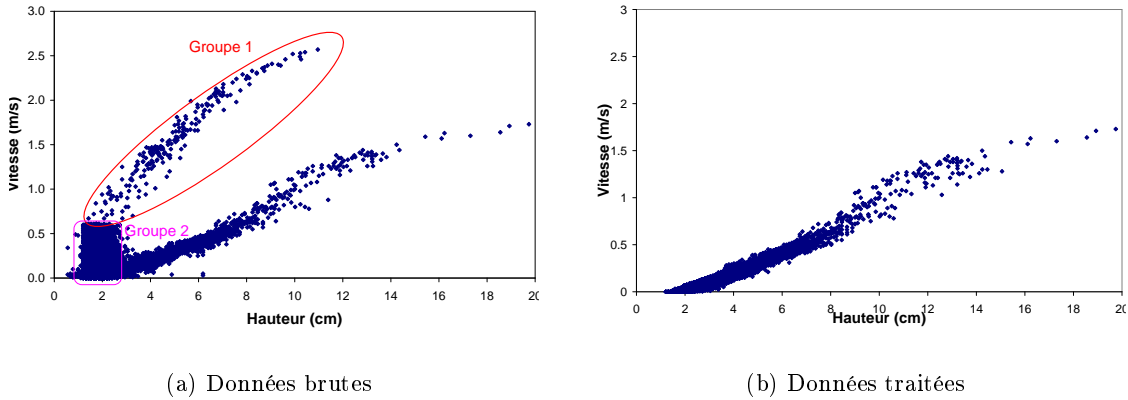 3.0
2.5
2.0
1.5
1.0
0.5
0.0
Vitesse (m/s)
Groupe 1
Groupe 2
0 2 4 6 8 10 12 14 16 18 20
Hauteur (cm)
(a) Données brutes
3
2.5
2
1.5
1
0.5
0
Vitesse (m/s)
0 2 4 6 8 10 12 14 16 18 20
Hauteur (cm)
(b) Données traitées